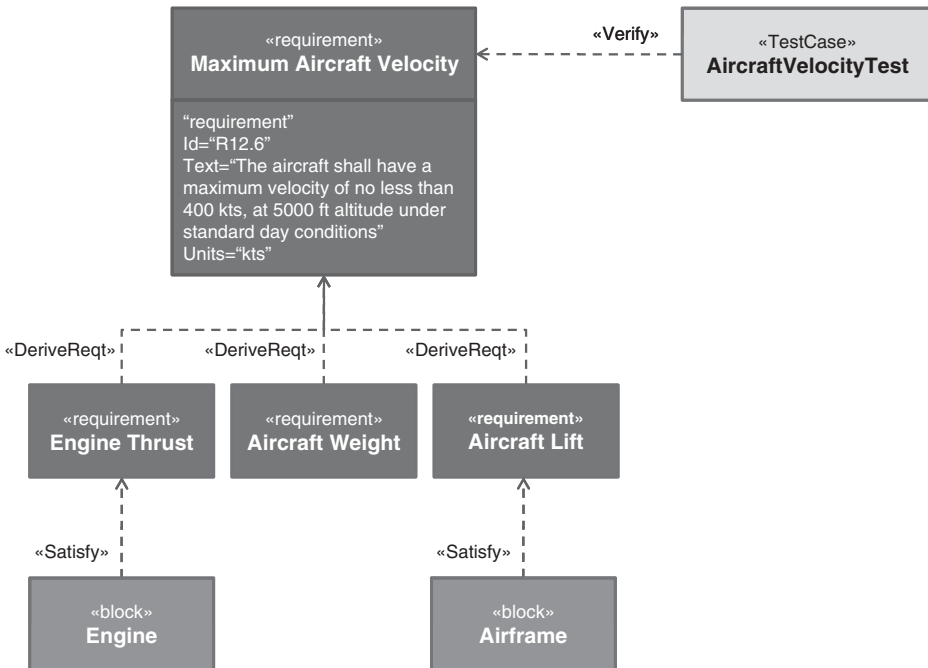 «requirement»
Maximum Aircraft Velocity
«Verify»
«TestCase»
AircraftVelocityTest
“requirement”
Id=“R12.6”
Text=“The aircraft shall have a
maximum velocity of no less than
400 kts, at 5000 ft altitude under
standard day conditions”
Units=“kts”
«DeriveReqt»
«DeriveReqt»
«DeriveReqt»
«requirement»
Engine Thrust
«requirement»
Aircraft Weight
«requirement»
Aircraft Lift
«Satisfy»
«Satisfy»
«block»
Engine
«block»
Airframe